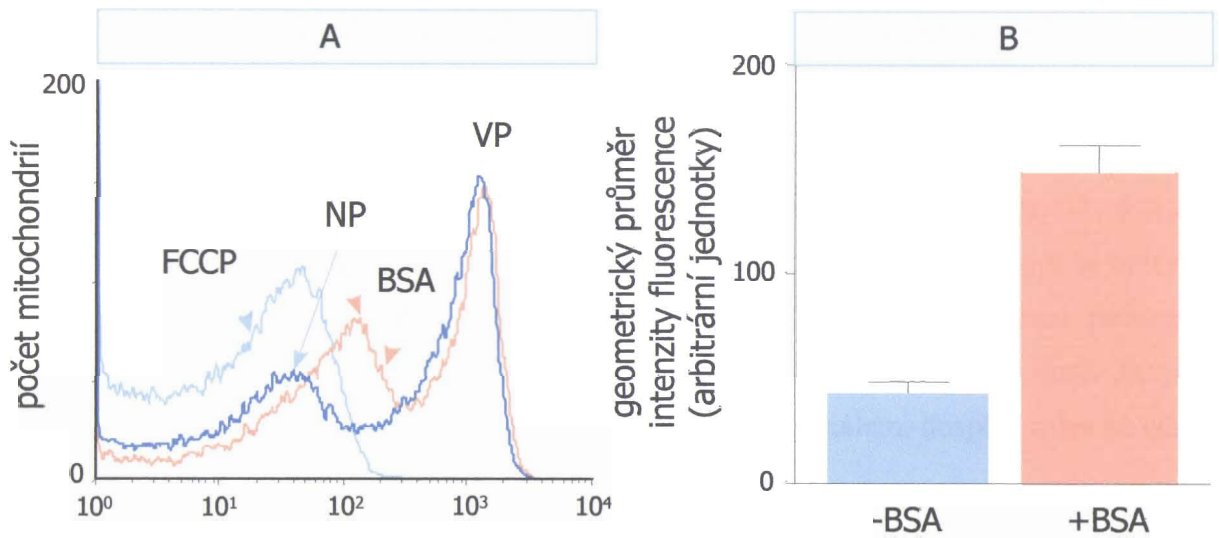 A
200
počet mitochondrií
0
FCCP
NP
BSA
VP
10⁰
10¹
10²
10³
10⁴
B
geometrický průměr
intenzity fluorescence
(arbitrární jednotky)
200
100
0
-BSA
+BSA